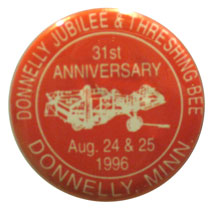 DONNELLY JUBILEE & THRESHING-BEE
31st
ANNIVERSARY
Aug. 24 & 25
1996
DONNELLY, MINN.